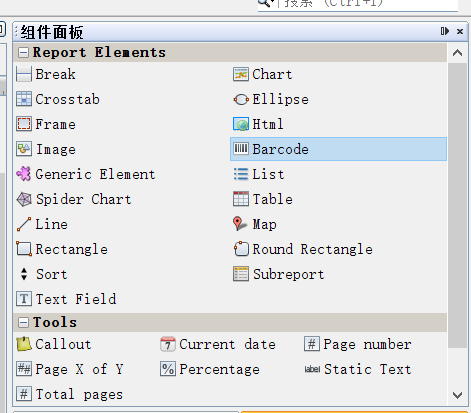 搜索 (Ctrl+I)
组件面板
Report Elements
Break
Chart
Crosstab
Ellipse
Frame
Html
Image
Barcode
Generic Element
List
Spider Chart
Table
Line
Map
Rectangle
Round Rectangle
Sort
Subreport
Text Field
Tools
Callout
Current date
Page number
Page X of Y
Percentage
label Static Text
Total pages